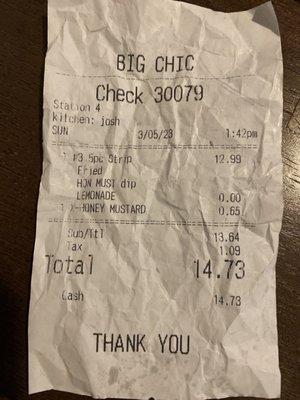 BIG CHIC
Check 30079
Station 4
kitchen: josh
SUN 3/05/23 1:42pm
1 #3 5pc Strip 12.99
Fried
HON MUST dip
LEMONADE 0.00
1 X-HONEY MUSTARD 0.65
Sub/Ttl 13.64
Tax 1.09
Total 14.73
Cash 14.73
THANK YOU